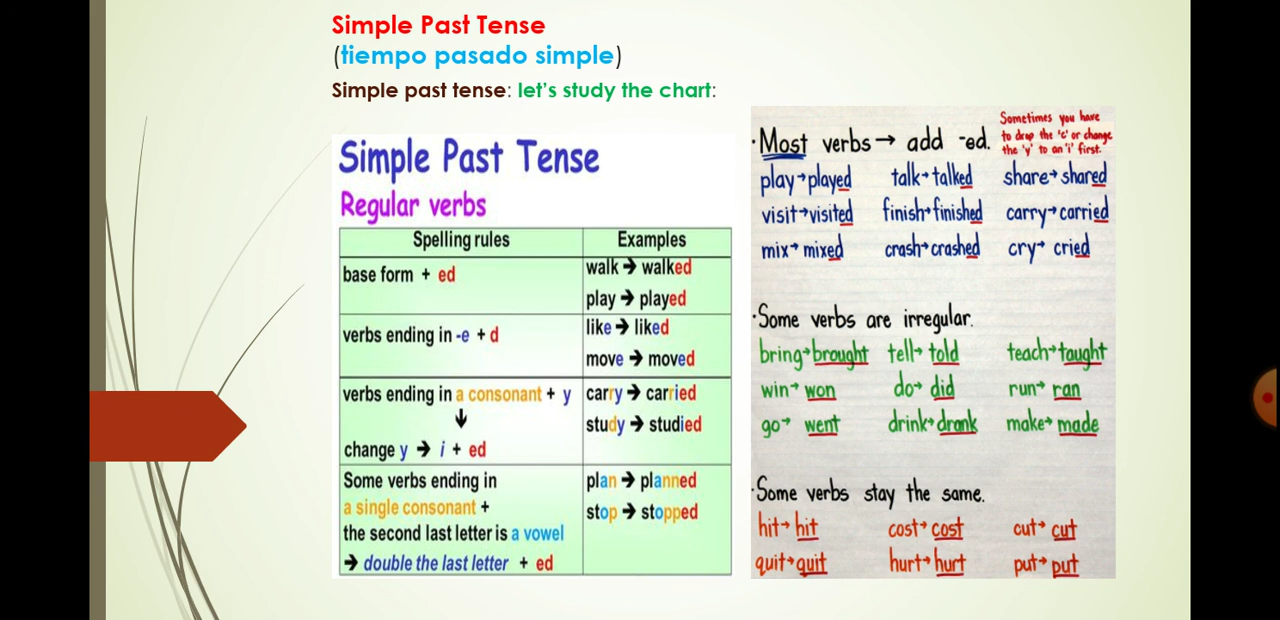 Simple Past Tense
(tiempo pasado simple)
Simple past tense: let's study the chart:
Simple Past Tense
Regular verbs
Spelling rules Examples
base form + ed
walk → walked
play → played
verbs ending in -e + d
like → liked
move → moved
verbs ending in a consonant + y
↓
change y → i + ed
carry → carried
study → studied
Some verbs ending in
a single consonant +
the second last letter is a vowel
→ double the last letter + ed
plan → planned
stop → stopped
· Most verbs → add -ed.
Sometimes you have
to drop the 'e' or change
the 'y' to an 'i' first.
play → played talk → talked share → shared
visit → visited finish → finished carry → carried
mix → mixed crash → crashed cry → cried
· Some verbs are irregular.
bring → brought tell → told teach → taught
win → won do → did run → ran
go → went drink → drank make → made
· Some verbs stay the same.
hit → hit cost → cost cut → cut
quit → quit hurt → hurt put → put